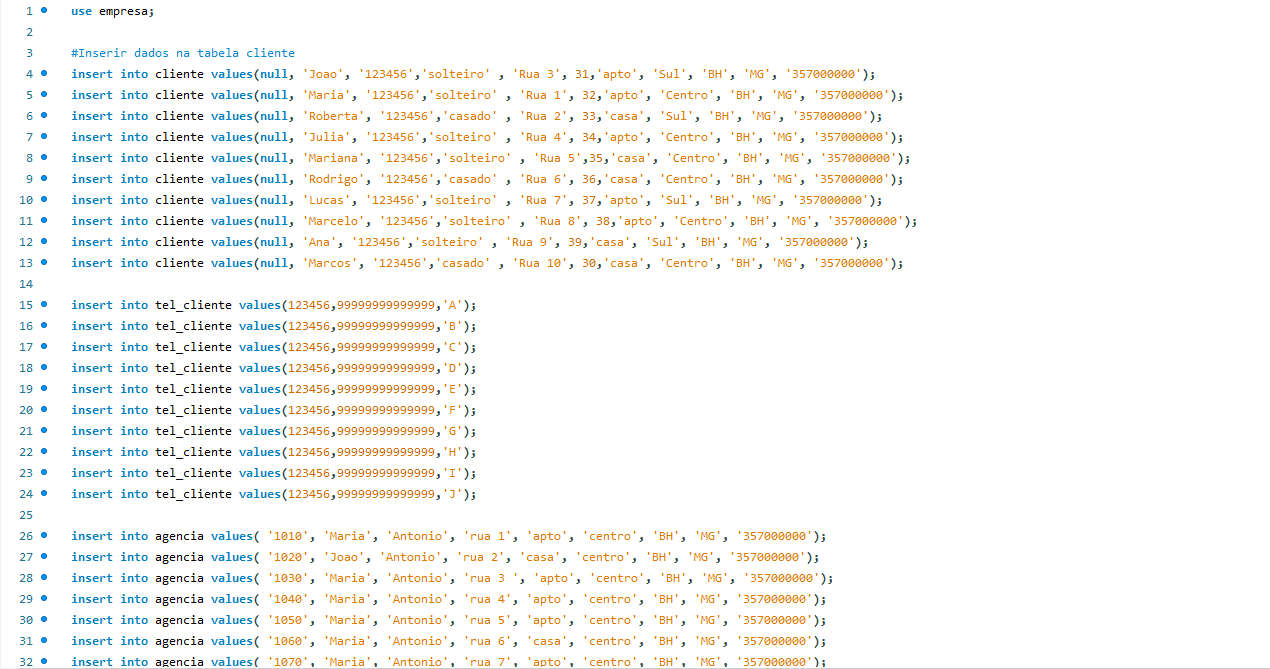 1 use empresa;
2
3 #Inserir dados na tabela cliente
4 insert into cliente values(null, 'Joao', '123456','solteiro' , 'Rua 3', 31,'apto', 'Sul', 'BH', 'MG', '357000000');
5 insert into cliente values(null, 'Maria', '123456','solteiro' , 'Rua 1', 32,'apto', 'Centro', 'BH', 'MG', '357000000');
6 insert into cliente values(null, 'Roberta', '123456','casado' , 'Rua 2', 33,'casa', 'Sul', 'BH', 'MG', '357000000');
7 insert into cliente values(null, 'Julia', '123456','solteiro' , 'Rua 4', 34,'apto', 'Centro', 'BH', 'MG', '357000000');
8 insert into cliente values(null, 'Mariana', '123456','solteiro' , 'Rua 5',35,'casa', 'Centro', 'BH', 'MG', '357000000');
9 insert into cliente values(null, 'Rodrigo', '123456','casado' , 'Rua 6', 36,'casa', 'Centro', 'BH', 'MG', '357000000');
10 insert into cliente values(null, 'Lucas', '123456','solteiro' , 'Rua 7', 37,'apto', 'Sul', 'BH', 'MG', '357000000');
11 insert into cliente values(null, 'Marcelo', '123456','solteiro' , 'Rua 8', 38,'apto', 'Centro', 'BH', 'MG', '357000000');
12 insert into cliente values(null, 'Ana', '123456','solteiro' , 'Rua 9', 39,'casa', 'Sul', 'BH', 'MG', '357000000');
13 insert into cliente values(null, 'Marcos', '123456','casado' , 'Rua 10', 30,'casa', 'Centro', 'BH', 'MG', '357000000');
14
15 insert into tel_cliente values(123456,99999999999999,'A');
16 insert into tel_cliente values(123456,99999999999999,'B');
17 insert into tel_cliente values(123456,99999999999999,'C');
18 insert into tel_cliente values(123456,99999999999999,'D');
19 insert into tel_cliente values(123456,99999999999999,'E');
20 insert into tel_cliente values(123456,99999999999999,'F');
21 insert into tel_cliente values(123456,99999999999999,'G');
22 insert into tel_cliente values(123456,99999999999999,'H');
23 insert into tel_cliente values(123456,99999999999999,'I');
24 insert into tel_cliente values(123456,99999999999999,'J');
25
26 insert into agencia values( '1010', 'Maria', 'Antonio', 'rua 1', 'apto', 'centro', 'BH', 'MG', '357000000');
27 insert into agencia values( '1020', 'Joao', 'Antonio', 'rua 2', 'casa', 'centro', 'BH', 'MG', '357000000');
28 insert into agencia values( '1030', 'Maria', 'Antonio', 'rua 3 ', 'apto', 'centro', 'BH', 'MG', '357000000');
29 insert into agencia values( '1040', 'Maria', 'Antonio', 'rua 4', 'apto', 'centro', 'BH', 'MG', '357000000');
30 insert into agencia values( '1050', 'Maria', 'Antonio', 'rua 5', 'apto', 'centro', 'BH', 'MG', '357000000');
31 insert into agencia values( '1060', 'Maria', 'Antonio', 'rua 6', 'casa', 'centro', 'BH', 'MG', '357000000');
32 insert into agencia values( '1070', 'Maria', 'Antonio', 'rua 7', 'apto', 'centro', 'BH', 'MG', '357000000');